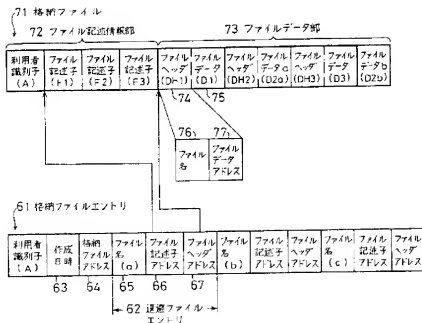 71 格納ファイル
72 ファイル記述情報部
73 ファイルデータ部
利用者識別子(A)
ファイル記述子(F1)
ファイル記述子(F2)
ファイル記述子(F3)
ファイルヘッダ(DH1)
ファイルデータ(D1)
ファイルヘッダ(DH2)
ファイルデータa(D2a)
ファイルヘッダ(DH3)
ファイルデータ(D3)
ファイルデータb(D2b)
74
75
76
77
ファイル名
ファイルデータアドレス
61 格納ファイルエントリ
利用者識別子(A)
作成日時
格納ファイルアドレス
ファイル名(a)
ファイル記述子アドレス
ファイルヘッダアドレス
ファイル名(b)
ファイル記述子アドレス
ファイルヘッダアドレス
ファイル名(c)
ファイル記述子アドレス
ファイルヘッダアドレス
63
64
65
66
67
62 退避ファイルエントリ